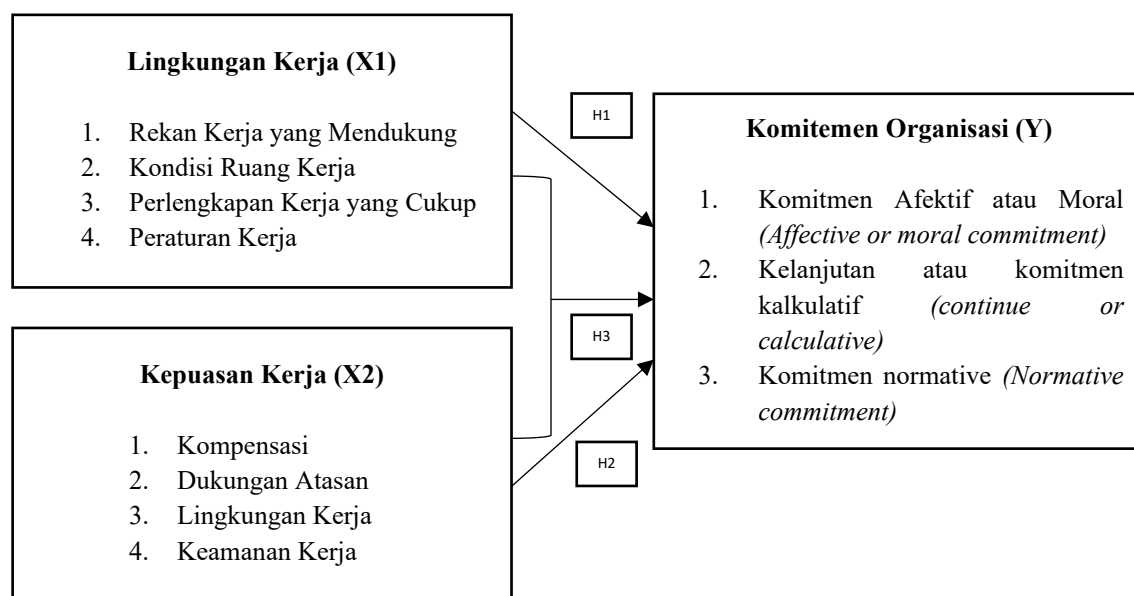 Lingkungan Kerja (X1)
1. Rekan Kerja yang Mendukung
2. Kondisi Ruang Kerja
3. Perlengkapan Kerja yang Cukup
4. Peraturan Kerja
Kepuasan Kerja (X2)
1. Kompensasi
2. Dukungan Atasan
3. Lingkungan Kerja
4. Keamanan Kerja
H1
H3
H2
Komitemen Organisasi (Y)
1. Komitmen Afektif atau Moral
(Affective or moral commitment)
2. Kelanjutan atau komitmen
kalkulatif (continue or
calculative)
3. Komitmen normative (Normative
commitment)